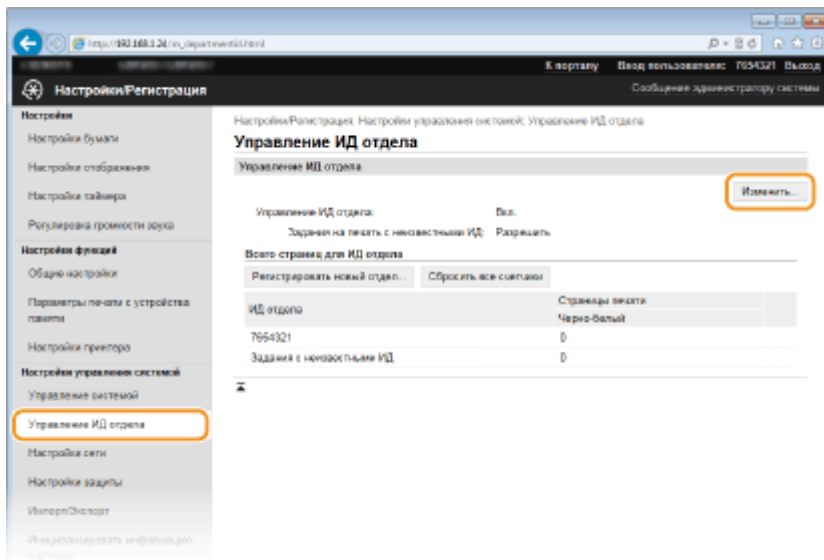 http://192.168.1.24/m_departmentid.html
К порталу Вход пользователя: 7654321 Выход
Настройки/Регистрация
Сообщение администратору системы
Настройки
Настройки бумаги
Настройки отображения
Настройки таймера
Регулировка громкости звука
Настройки функций
Общие настройки
Параметры печати с устройства
памяти
Настройки принтера
Настройки управления системой
Управление системой
Управление ИД отдела
Настройки сети
Настройки защиты
Импорт/Экспорт
Инициализировать информацию
Настройки/Регистрация: Настройки управления системой: Управление ИД отдела
Управление ИД отдела
Управление ИД отдела
Изменить...
Управление ИД отдела: Вкл.
Задания на печать с неизвестными ИД: Разрешить
Всего страниц для ИД отдела
Регистрировать новый отдел... Сбросить все счетчики
ИД отдела
Страницы печати
Черно-белый
7654321 0
Задания с неизвестными ИД 0